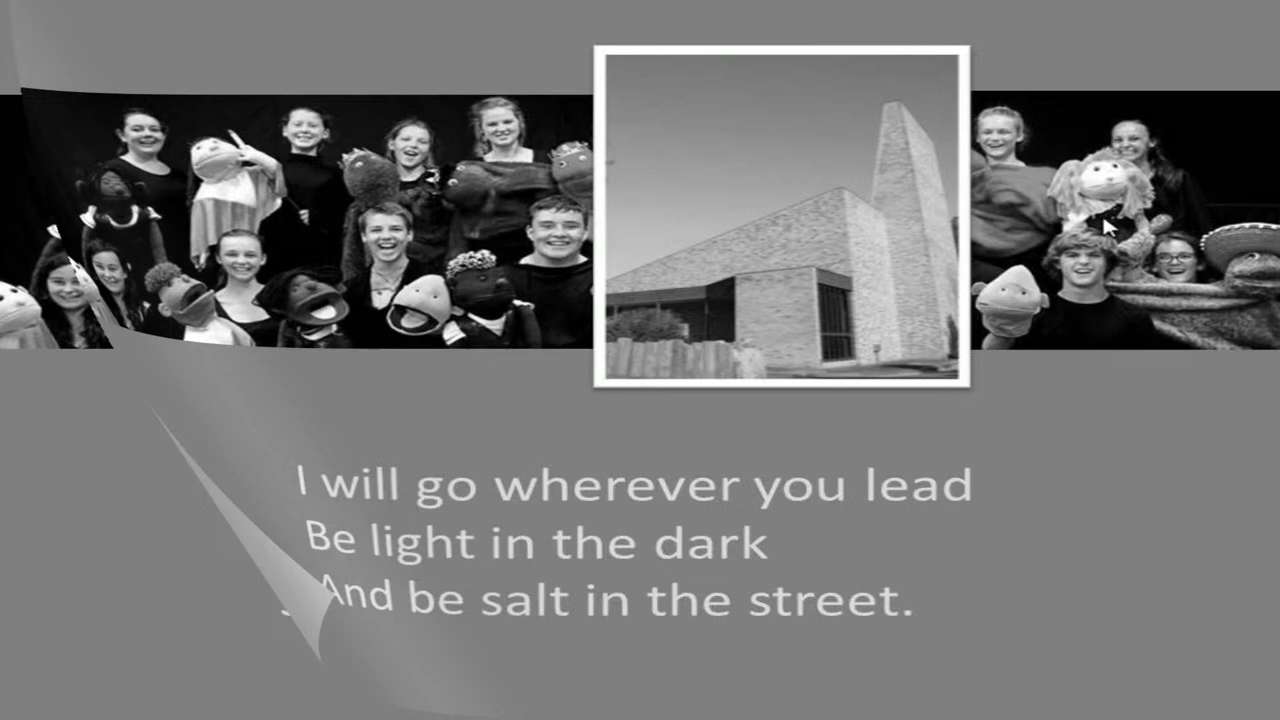 I will go wherever you lead
Be light in the dark
And be salt in the street.